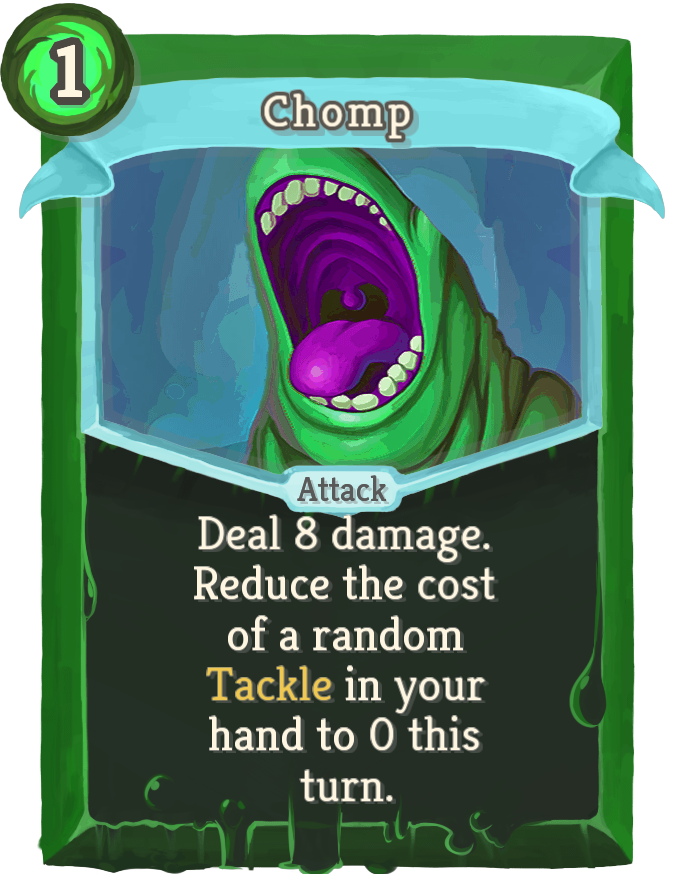 1
Chomp
Attack
Deal 8 damage.
Reduce the cost
of a random
Tackle in your
hand to 0 this
turn.